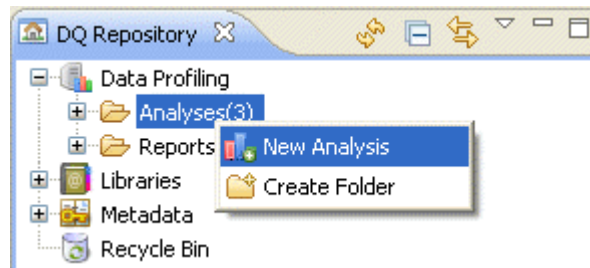 DQ Repository
Data Profiling
Analyses(3)
Reports
New Analysis
Create Folder
Libraries
Metadata
Recycle Bin